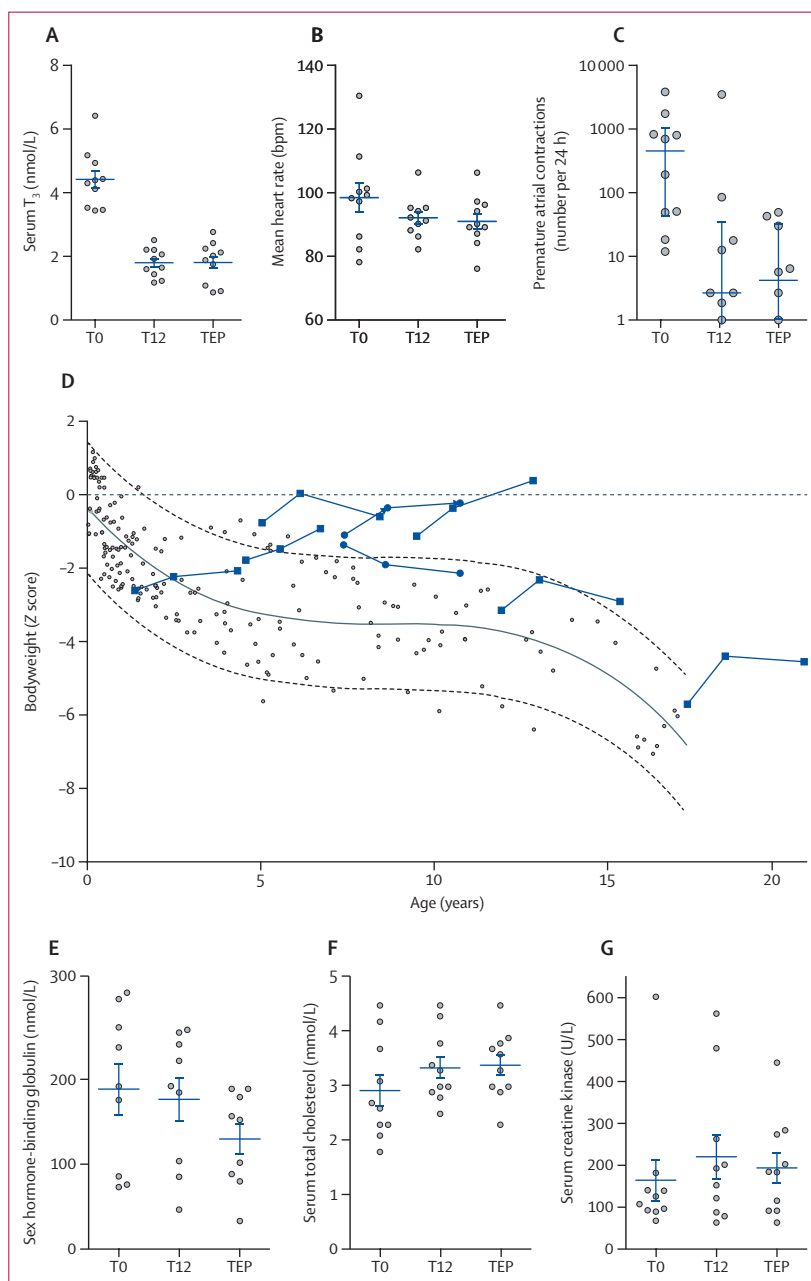 A
Serum T₃ (nmol/L)
8
6
4
2
0
T0 T12 TEP
B
Mean heart rate (bpm)
140
120
100
80
60
T0 T12 TEP
C
Premature atrial contractions
(number per 24 h)
10 000
1000
100
10
1
T0 T12 TEP
D
Bodyweight (Z score)
2
0
–2
–4
–6
–8
–10
0 5 10 15 20
Age (years)
E
Sex hormone-binding globulin (nmol/L)
300
200
100
0
T0 T12 TEP
F
Serum total cholesterol (mmol/L)
5
4
3
2
1
0
T0 T12 TEP
G
Serum creatine kinase (U/L)
600
500
400
300
200
100
0
T0 T12 TEP